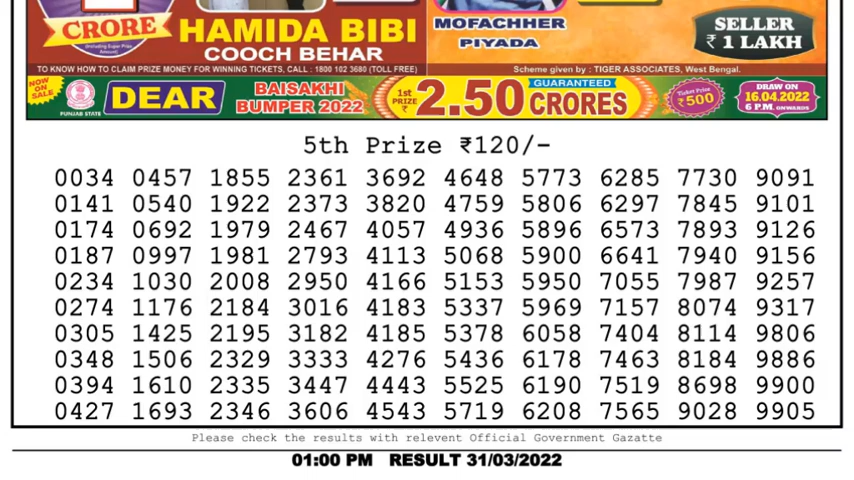 CRORE
(Including Super Prize Amount)
HAMIDA BIBI
COOCH BEHAR
MOFACHHER
PIYADA
SELLER
₹ 1 LAKH
TO KNOW HOW TO CLAIM PRIZE MONEY FOR WINNING TICKETS, CALL : 1800 102 3680 (TOLL FREE)
Scheme given by : TIGER ASSOCIATES, West Bengal.
NOW ON SALE
PUNJAB STATE
DEAR
BAISAKHI
BUMPER 2022
1st PRIZE ₹
2.50 CRORES
GUARANTEED
Ticket Price
₹500
DRAW ON
16.04.2022
6 P.M. ONWARDS
5th Prize ₹120/-
0034 0457 1855 2361 3692 4648 5773 6285 7730 9091
0141 0540 1922 2373 3820 4759 5806 6297 7845 9101
0174 0692 1979 2467 4057 4936 5896 6573 7893 9126
0187 0997 1981 2793 4113 5068 5900 6641 7940 9156
0234 1030 2008 2950 4166 5153 5950 7055 7987 9257
0274 1176 2184 3016 4183 5337 5969 7157 8074 9317
0305 1425 2195 3182 4185 5378 6058 7404 8114 9806
0348 1506 2329 3333 4276 5436 6178 7463 8184 9886
0394 1610 2335 3447 4443 5525 6190 7519 8698 9900
0427 1693 2346 3606 4543 5719 6208 7565 9028 9905
Please check the results with relevent Official Government Gazatte
01:00 PM RESULT 31/03/2022